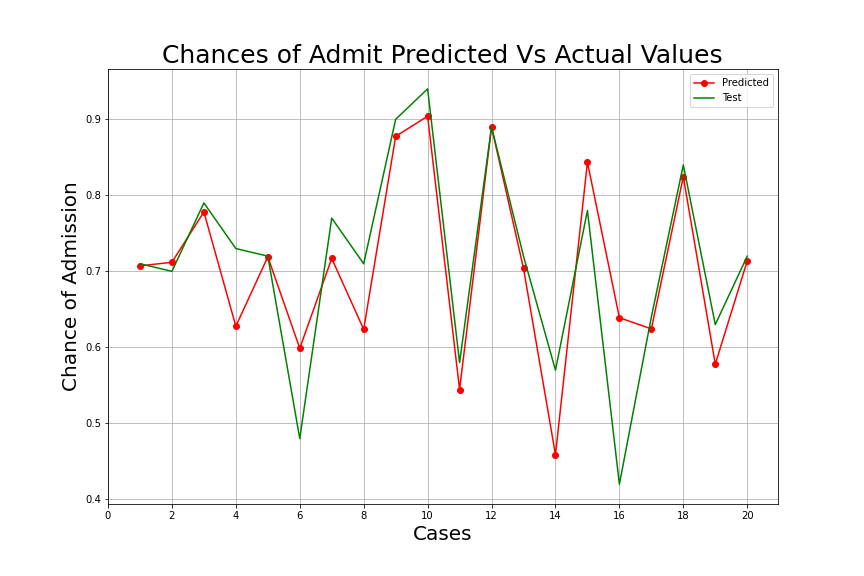 Chances of Admit Predicted Vs Actual Values
Predicted
Test
Chance of Admission
0.9
0.8
0.7
0.6
0.5
0.4
0 2 4 6 8 10 12 14 16 18 20
Cases